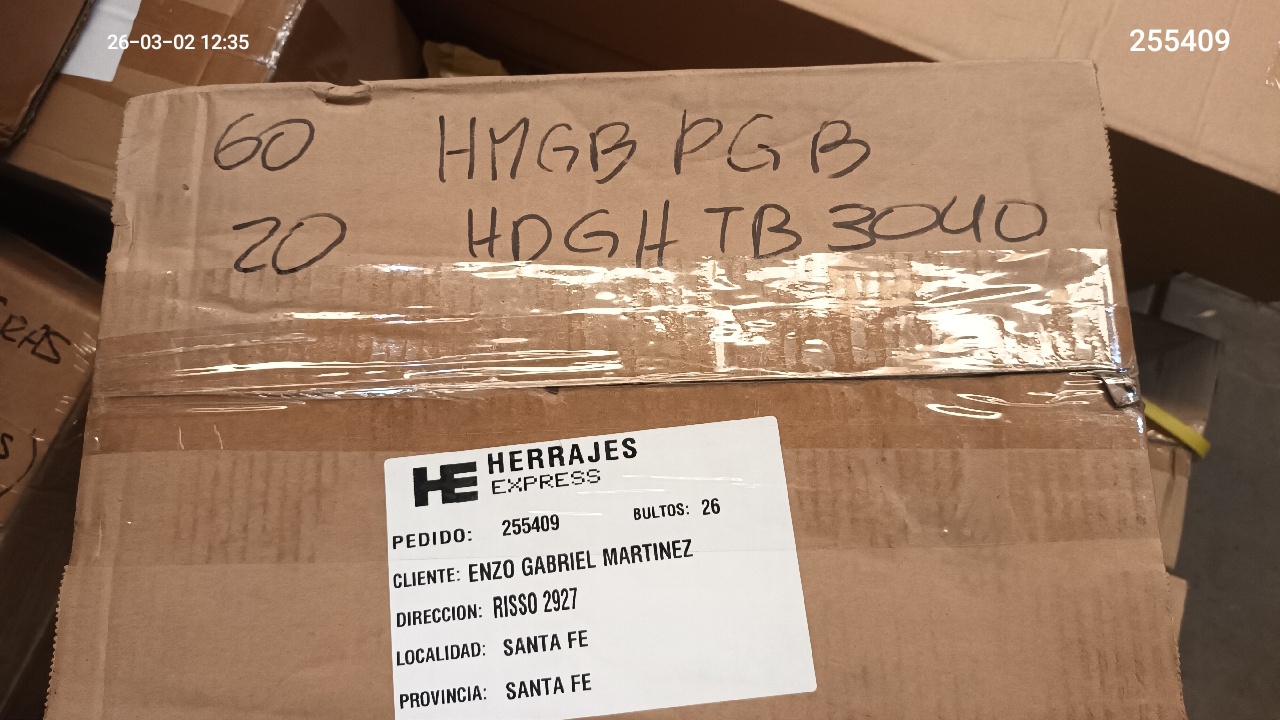 26-03-02 12:35
255409
60 HMGB PGB
20 HDGH TB 3040
ERAS
S)
HE HERRAJES
EXPRESS
PEDIDO: 255409 BULTOS: 26
CLIENTE: ENZO GABRIEL MARTINEZ
DIRECCION: RISSO 2927
LOCALIDAD: SANTA FE
PROVINCIA: SANTA FE